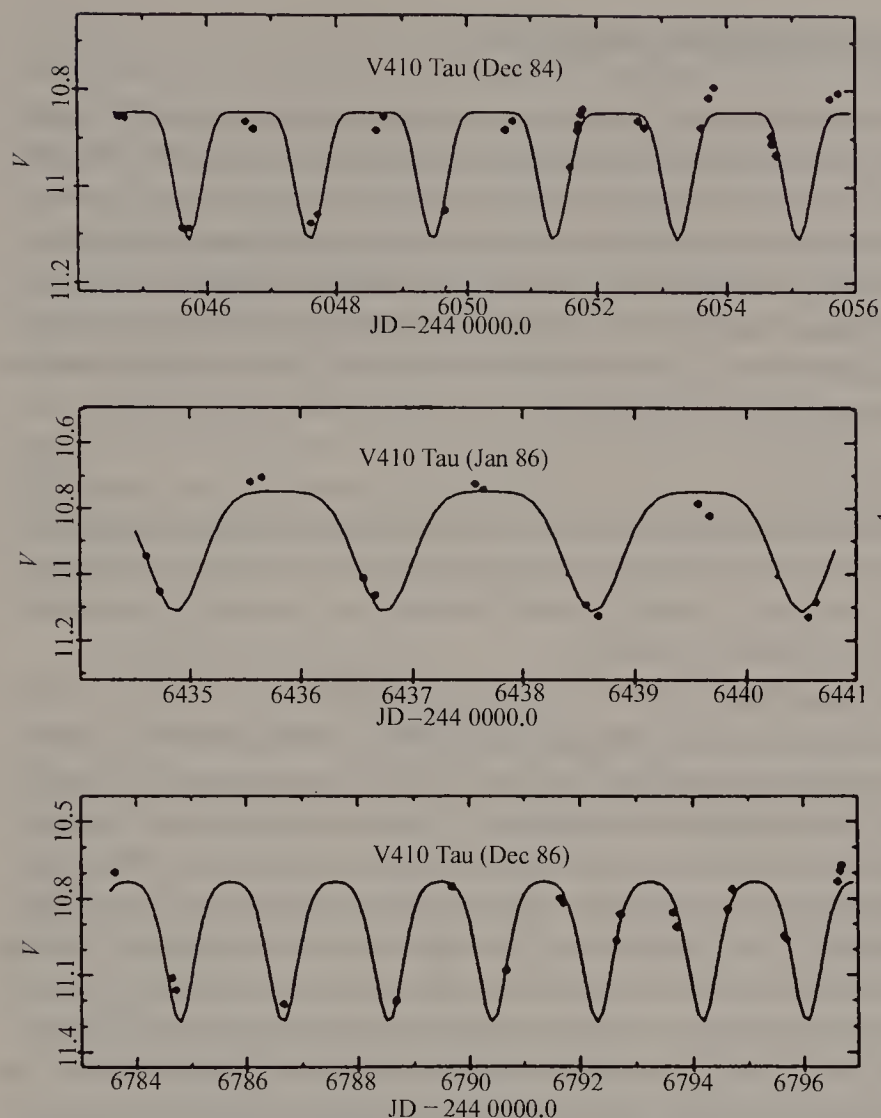 V410 Tau (Dec 84)
10.8
V
11
11.2
6046 6048 6050 6052 6054 6056
JD−244 0000.0
10.6
V410 Tau (Jan 86)
10.8
V
11
11.2
6435 6436 6437 6438 6439 6440 6441
JD−244 0000.0
10.5
V410 Tau (Dec 86)
10.8
V
11.1
11.4
6784 6786 6788 6790 6792 6794 6796
JD − 244 0000.0